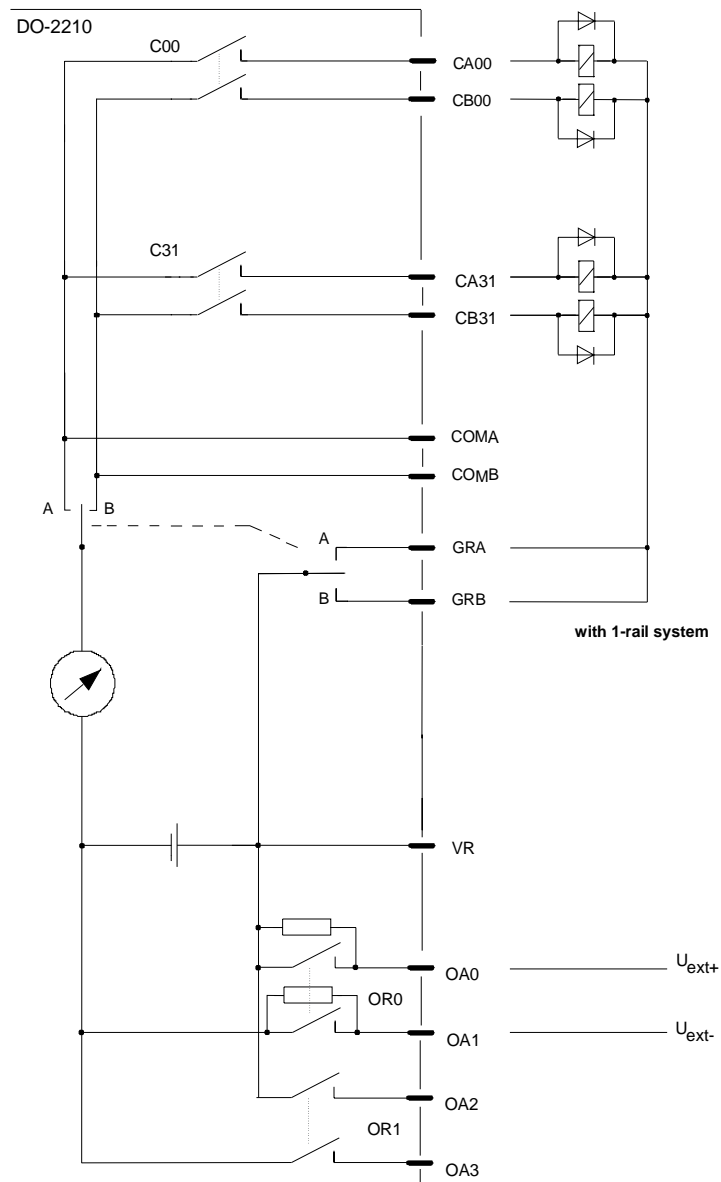 DO-2210
C00
CA00
CB00
C31
CA31
CB31
COMA
COMB
A B
A
GRA
B
GRB
with 1-rail system
VR
OA0
Uext+
OR0
OA1
Uext-
OA2
OR1
OA3